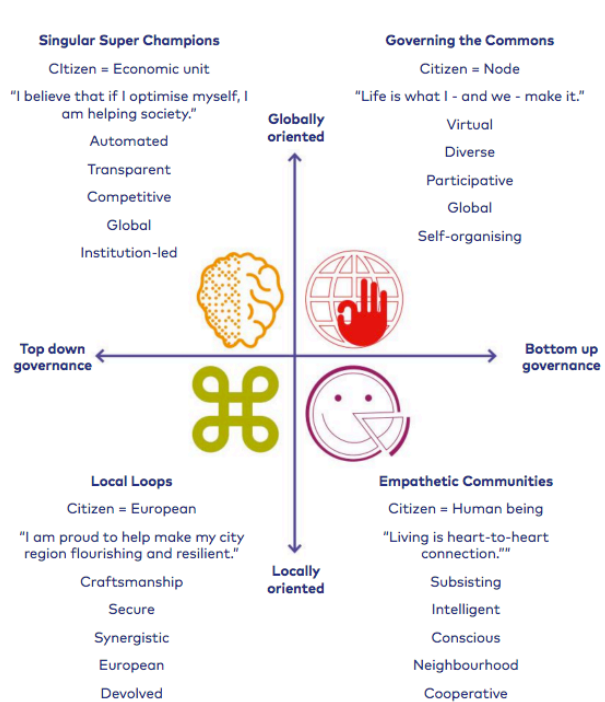 Singular Super Champions
CItizen = Economic unit
"I believe that if I optimise myself, I
am helping society."
Automated
Transparent
Competitive
Global
Institution-led
Governing the Commons
Citizen = Node
"Life is what I - and we - make it."
Virtual
Diverse
Participative
Global
Self-organising
Globally
oriented
Top down
governance
Bottom up
governance
Local Loops
Citizen = European
"I am proud to help make my city
region flourishing and resilient."
Craftsmanship
Secure
Synergistic
European
Devolved
Locally
oriented
Empathetic Communities
Citizen = Human being
"Living is heart-to-heart
connection.""
Subsisting
Intelligent
Conscious
Neighbourhood
Cooperative